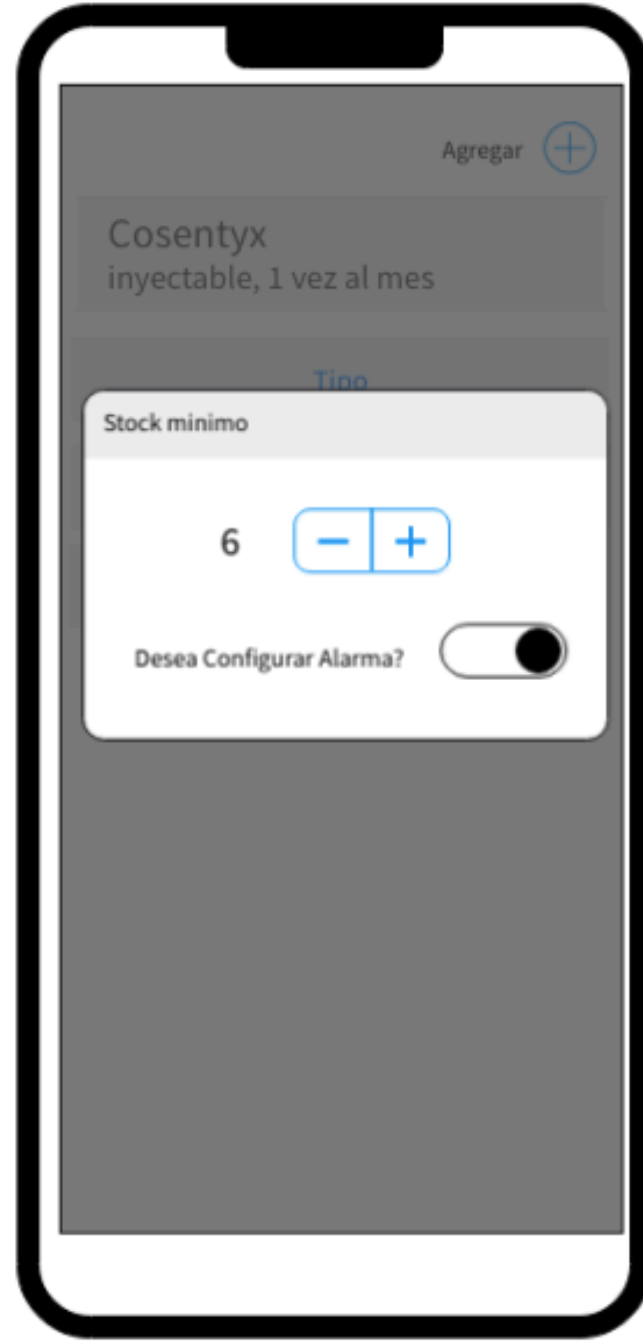 Agregar
Cosentyx
inyectable, 1 vez al mes
Tipo
Stock minimo
6
Desea Configurar Alarma?